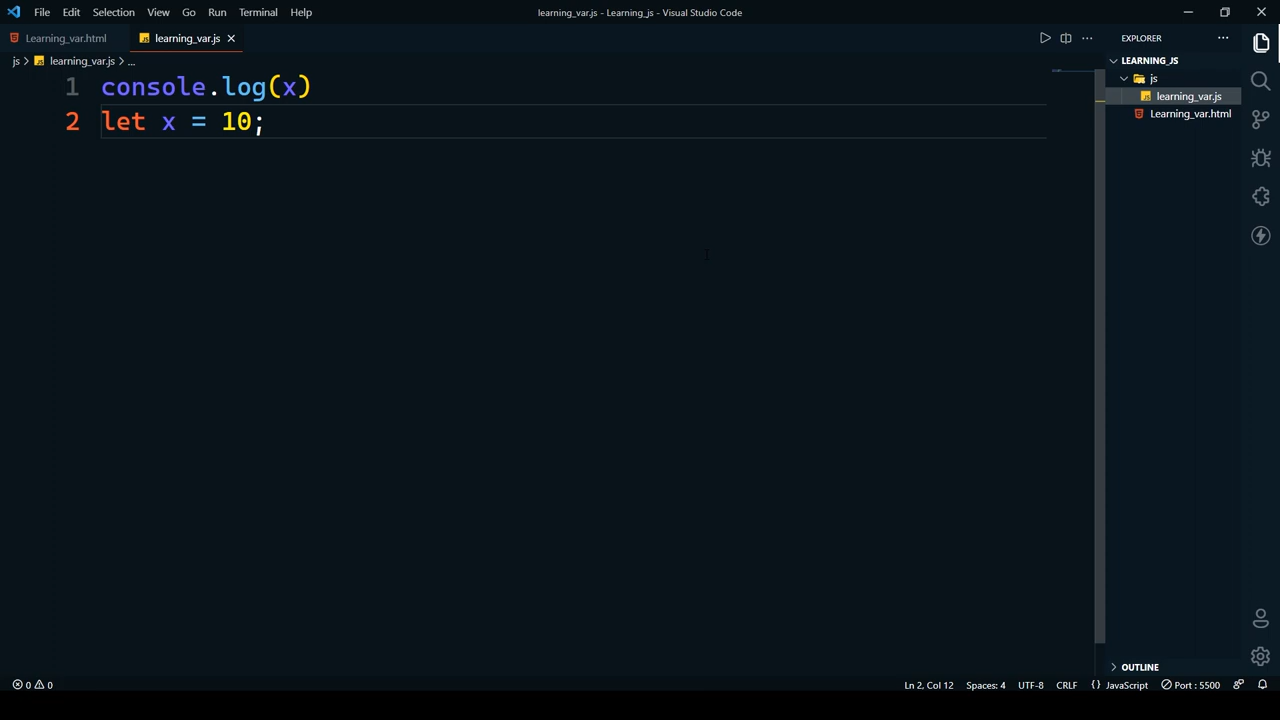 File Edit Selection View Go Run Terminal Help
learning_var.js - Learning_js - Visual Studio Code
Learning_var.html
learning_var.js
js > learning_var.js > ...
1 console.log(x)
2 let x = 10;
EXPLORER
LEARNING_JS
js
learning_var.js
Learning_var.html
OUTLINE
0 0
Ln 2, Col 12 Spaces: 4 UTF-8 CRLF {} JavaScript Port : 5500